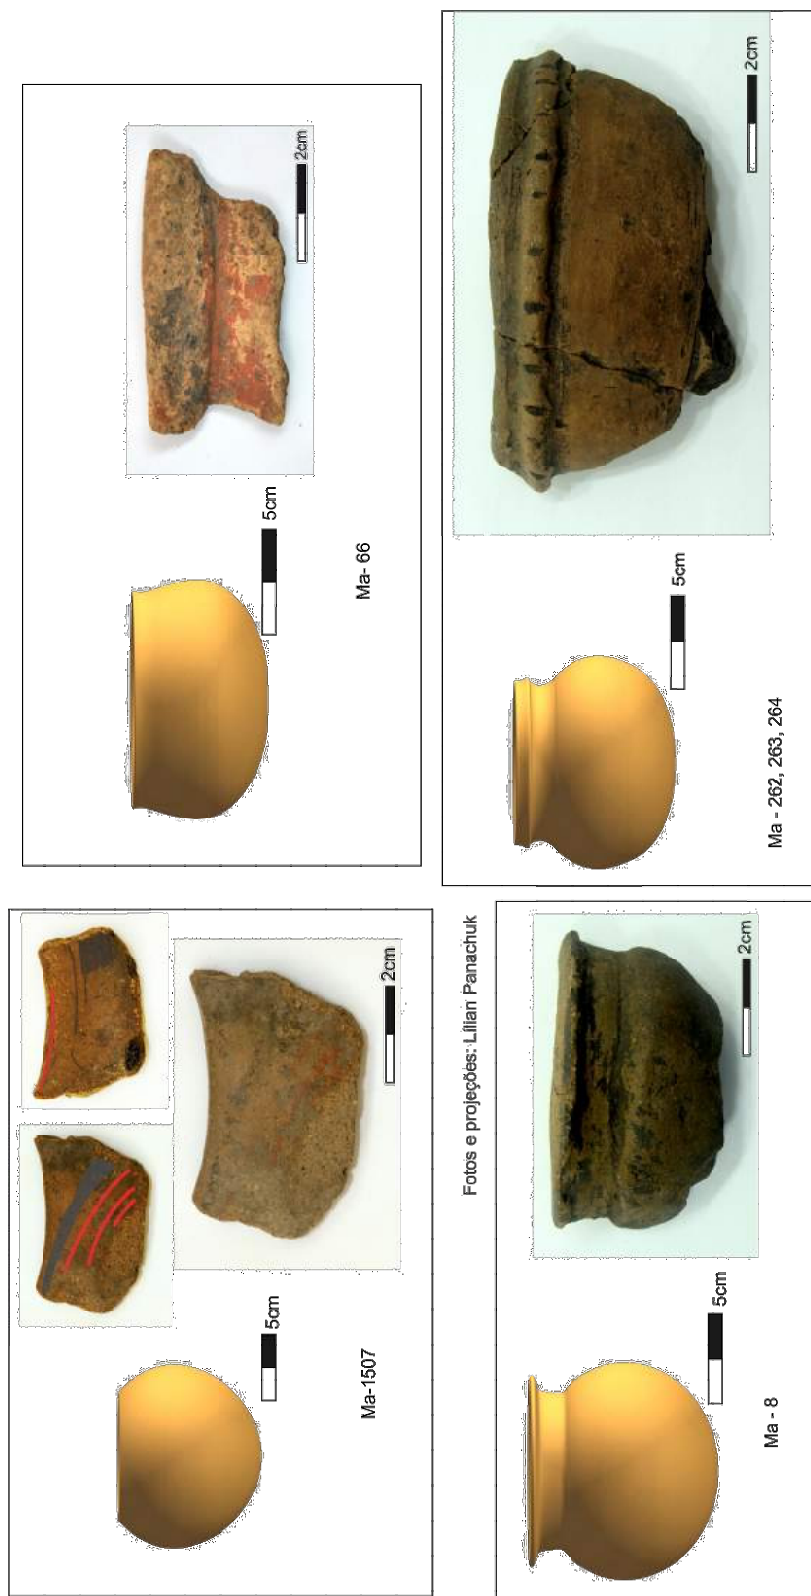 2cm
5cm
Ma-1507
2cm
5cm
Ma- 66
Fotos e projeções: Lílian Panachuk
2cm
5cm
Ma - 8
2cm
5cm
Ma - 262, 263, 264